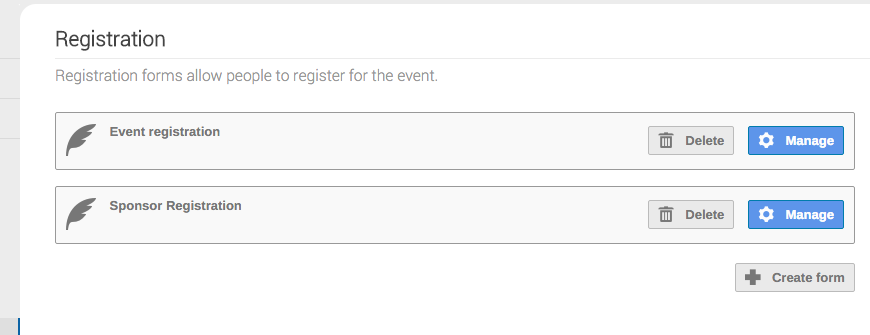 Registration
Registration forms allow people to register for the event.
Event registration
Delete
Manage
Sponsor Registration
Delete
Manage
Create form